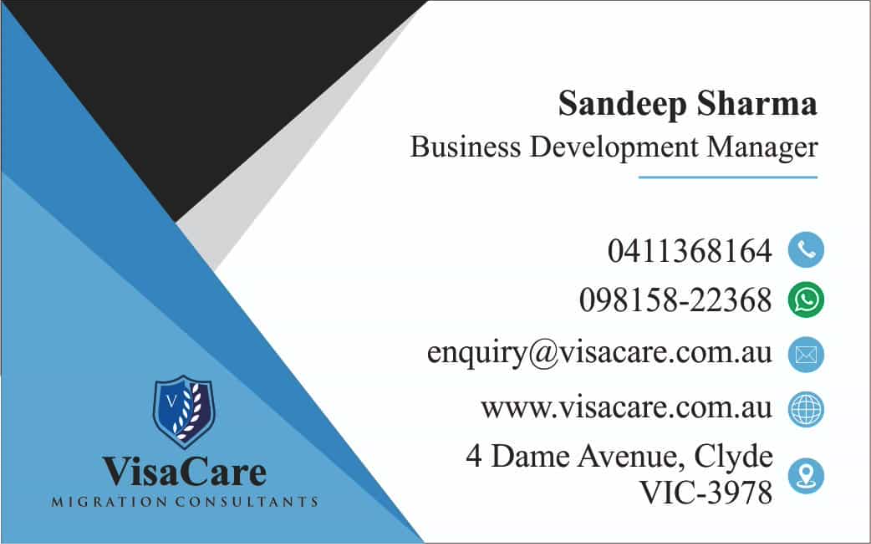 Sandeep Sharma
Business Development Manager
0411368164
098158-22368
enquiry@visacare.com.au
www.visacare.com.au
4 Dame Avenue, Clyde
VIC-3978
V
VisaCare
MIGRATION CONSULTANTS